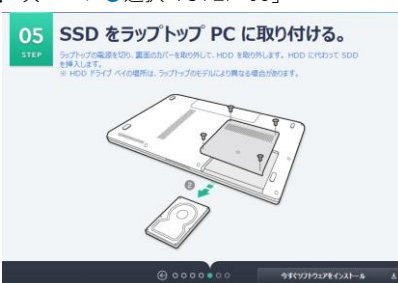 05
STEP
SSD をラップトップ PC に取り付ける。
ラップトップの電源を切り、裏面のカバーを取り外して、HDD を取り外します。HDD に代わって SDD
を挿入します。
※ HDD ドライブ ベイの場所は、ラップトップのモデルにより異なる場合があります。
今すぐソフトウェアをインストール